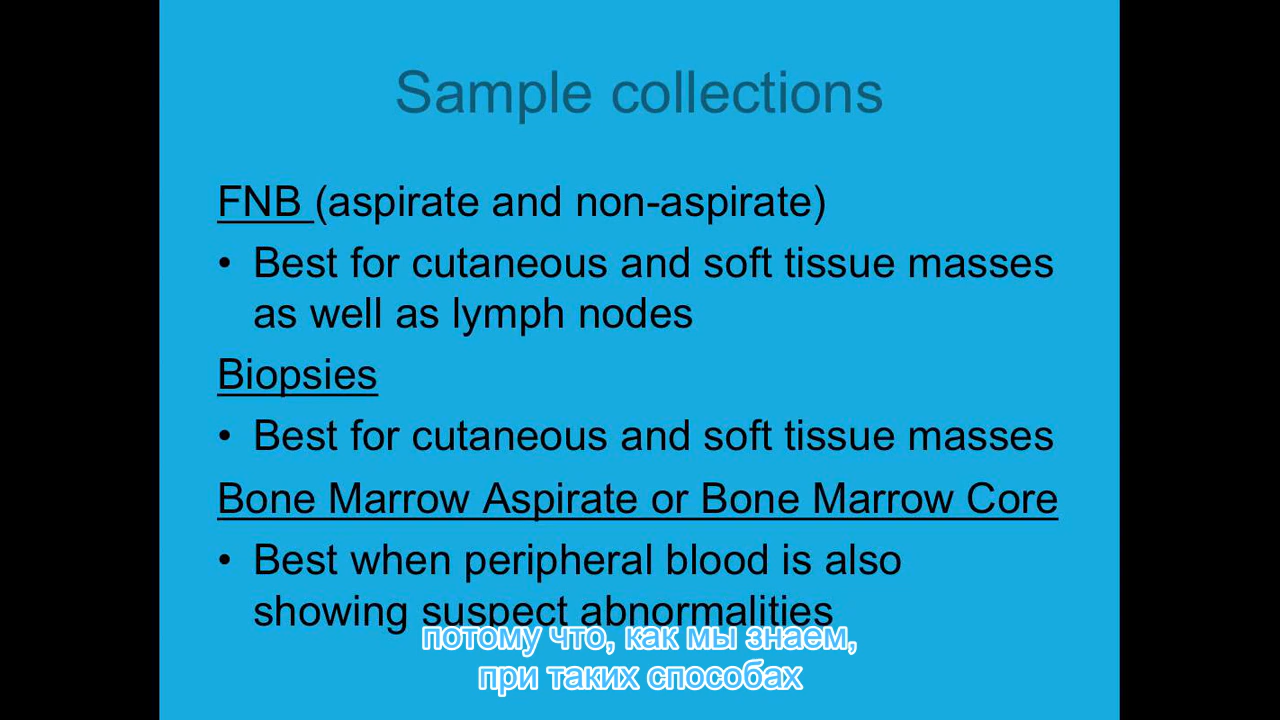 Sample collections
FNB (aspirate and non-aspirate)
• Best for cutaneous and soft tissue masses
as well as lymph nodes
Biopsies
• Best for cutaneous and soft tissue masses
Bone Marrow Aspirate or Bone Marrow Core
• Best when peripheral blood is also
showing suspect abnormalities
потому что, как мы знаем,
при таких способах